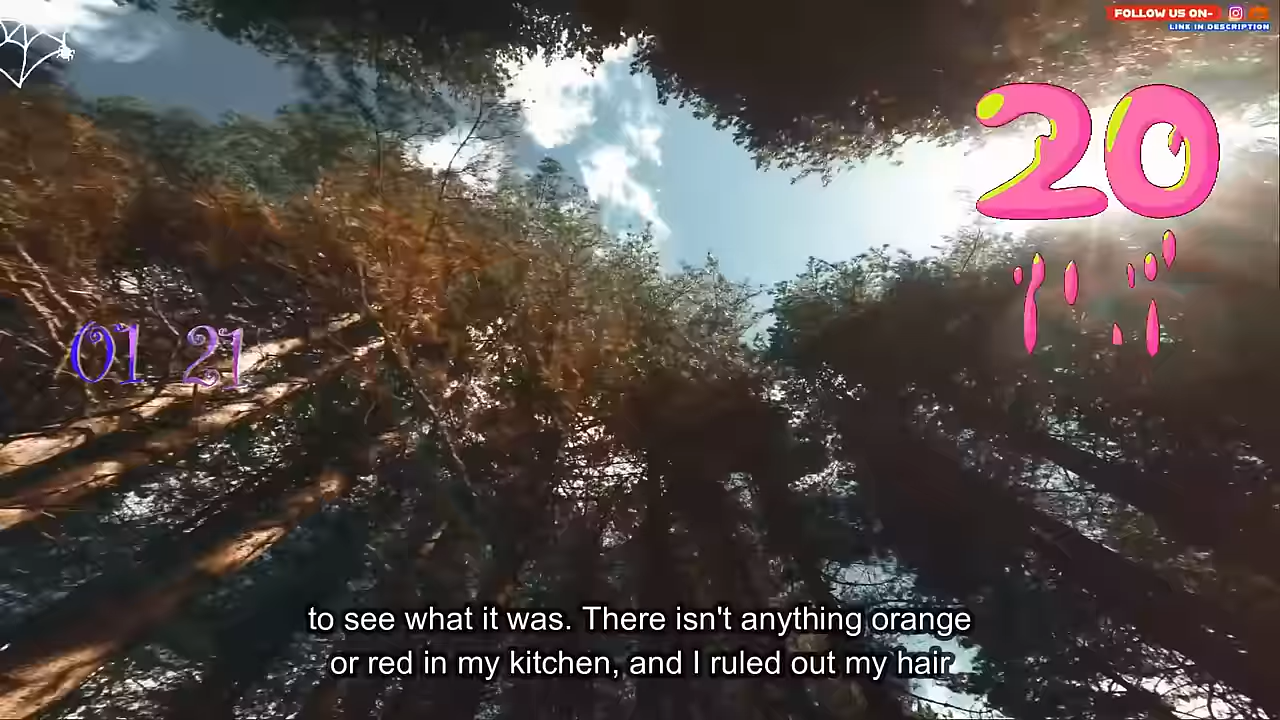 FOLLOW US ON-
LINK IN DESCRIPTION
20
01 21
to see what it was. There isn't anything orange
or red in my kitchen, and I ruled out my hair